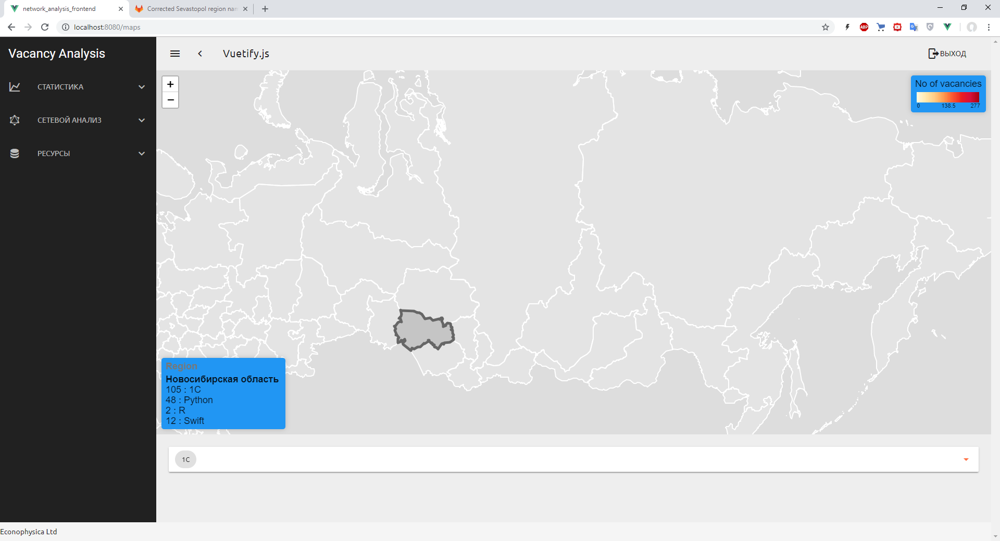 network_analysis_frontend
Corrected Sevastopol region
localhost:8080/maps
Vacancy Analysis
Vuetify.js
ВЫХОД
СТАТИСТИКА
СЕТЕВОЙ АНАЛИЗ
РЕСУРСЫ
+
−
No of vacancies
0 138.5 277
Region
Новосибирская область
105 : 1C
48 : Python
2 : R
12 : Swift
1C
Econophysica Ltd
ABP